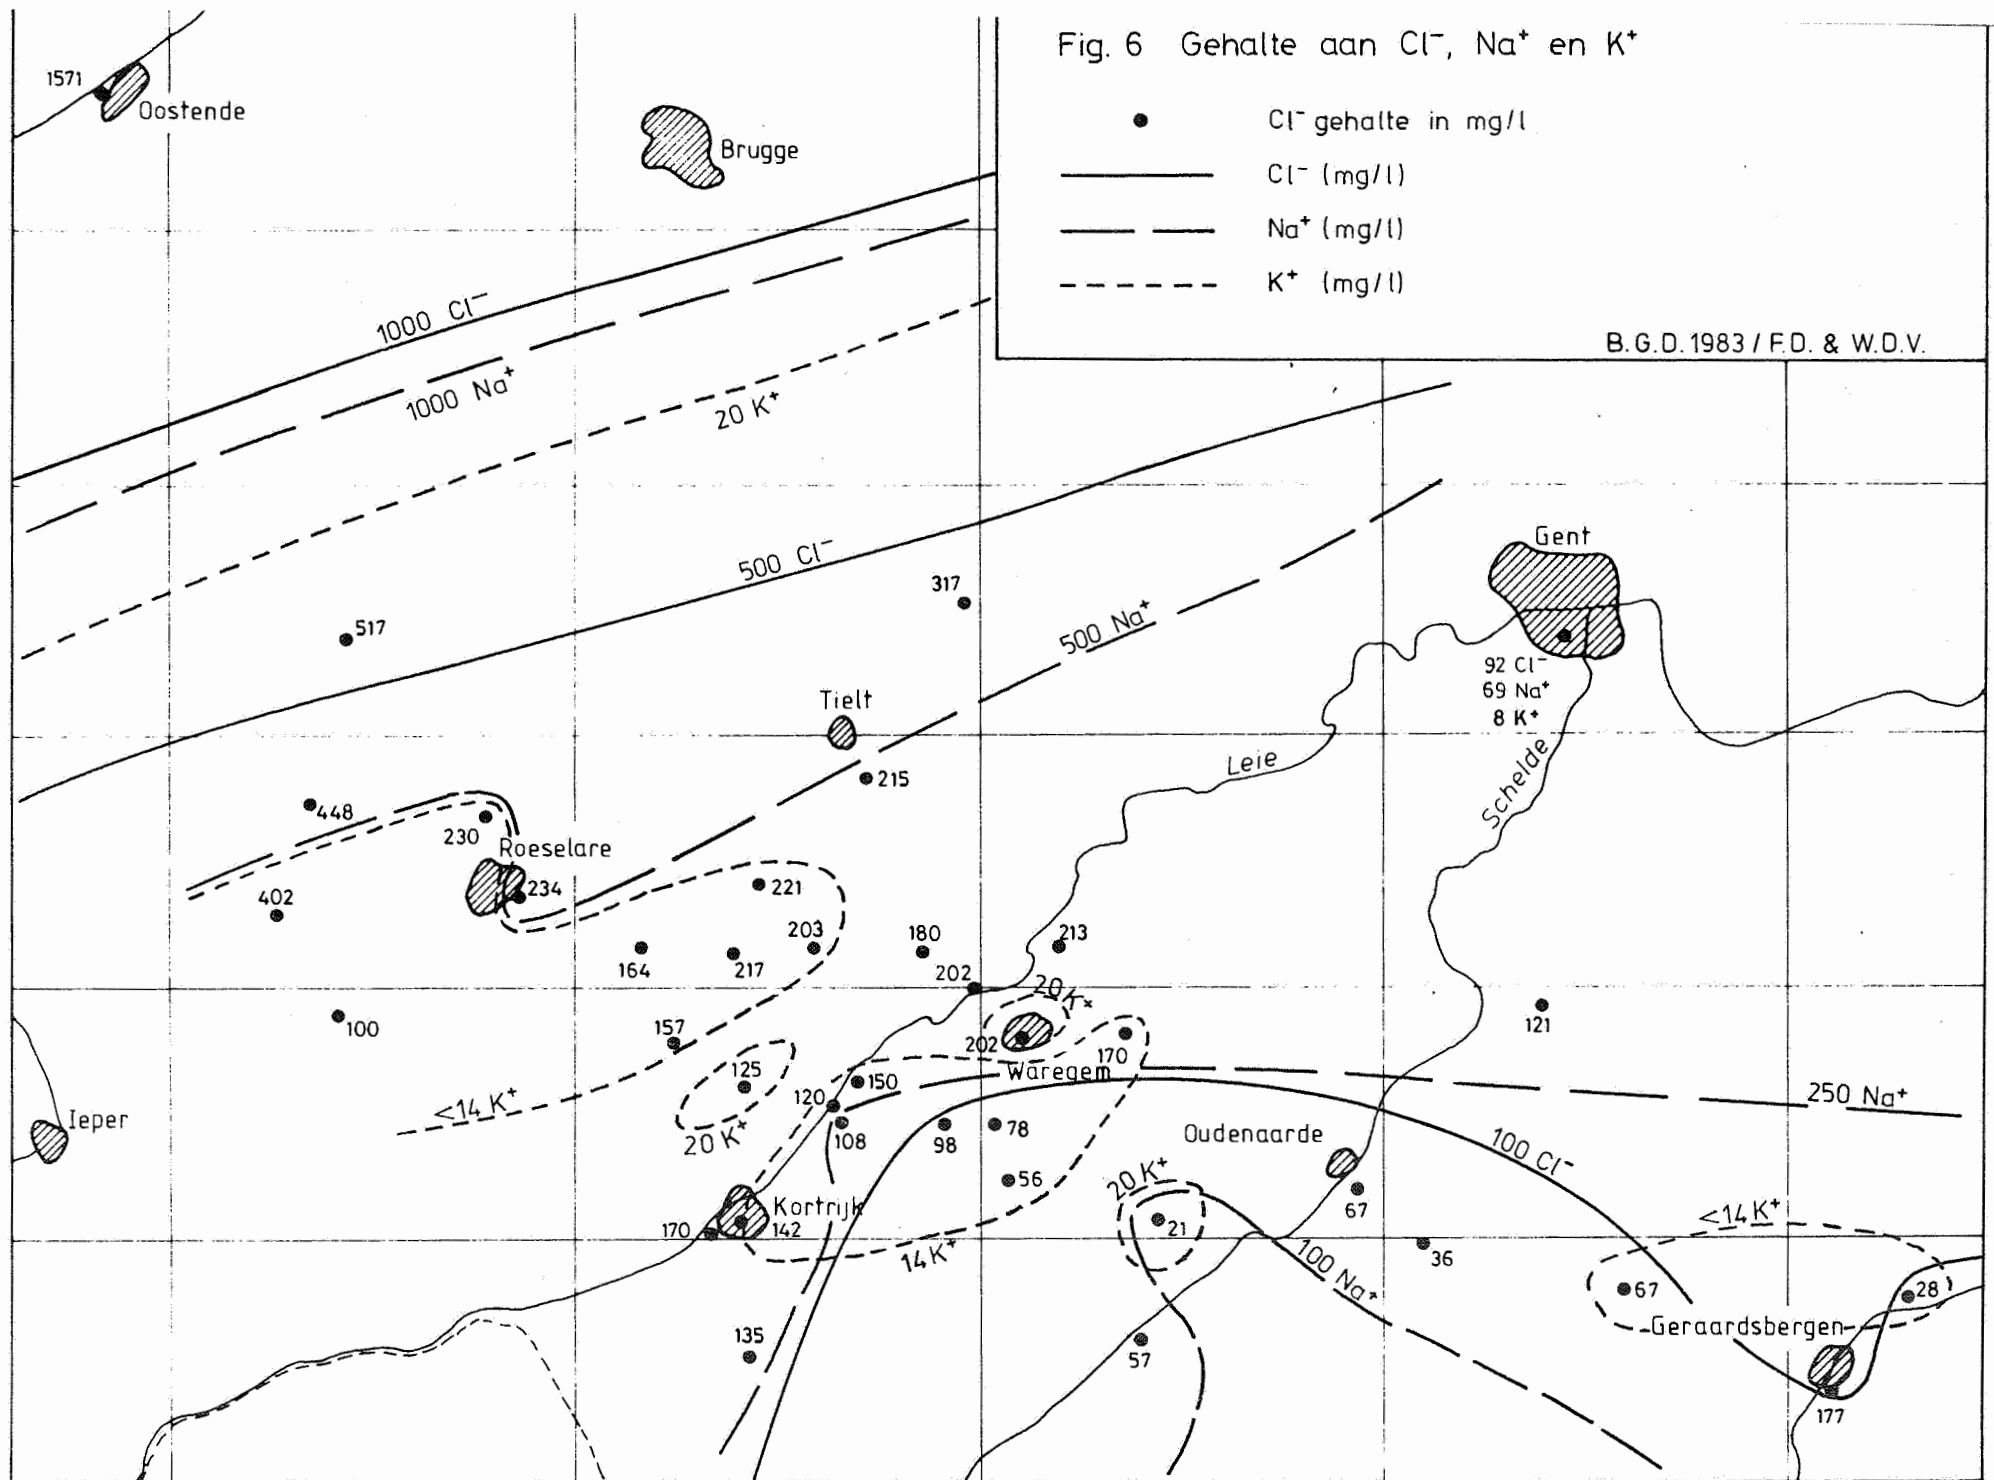 Fig. 6 Gehalte aan Cl⁻, Na⁺ en K⁺
Cl⁻ gehalte in mg/l
Cl⁻ (mg/l)
Na⁺ (mg/l)
K⁺ (mg/l)
B.G.D. 1983 / F.D. & W.D.V.
1571
Oostende
Brugge
1000 Cl⁻
1000 Na⁺
20 K⁺
500 Cl⁻
Gent
317
517
500 Na⁺
92 Cl⁻
69 Na⁺
8 K⁺
Tielt
Leie
Schelde
215
448
230
Roeselare
234
402
221
203
180
213
164
217
202
20 K⁺
100
157
121
202
170
Waregem
125
150
120
<14 K⁺
250 Na⁺
Ieper
20 K⁺
108
98
78
Oudenaarde
100 Cl⁻
56
20 K⁺
67
Kortrijk
170
142
21
<14 K⁺
14 K⁺
36
100 Na⁺
67
28
Geraardsbergen
135
57
177